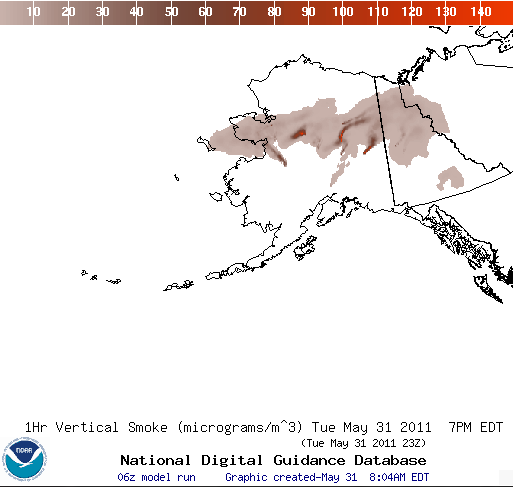 10 20 30 40 50 60 70 80 90 100 110 120 130 140
1Hr Vertical Smoke (micrograms/m^3) Tue May 31 2011 7PM EDT
(Tue May 31 2011 23Z)
NOAA
National Digital Guidance Database
06z model run Graphic created-May 31 8:04AM EDT